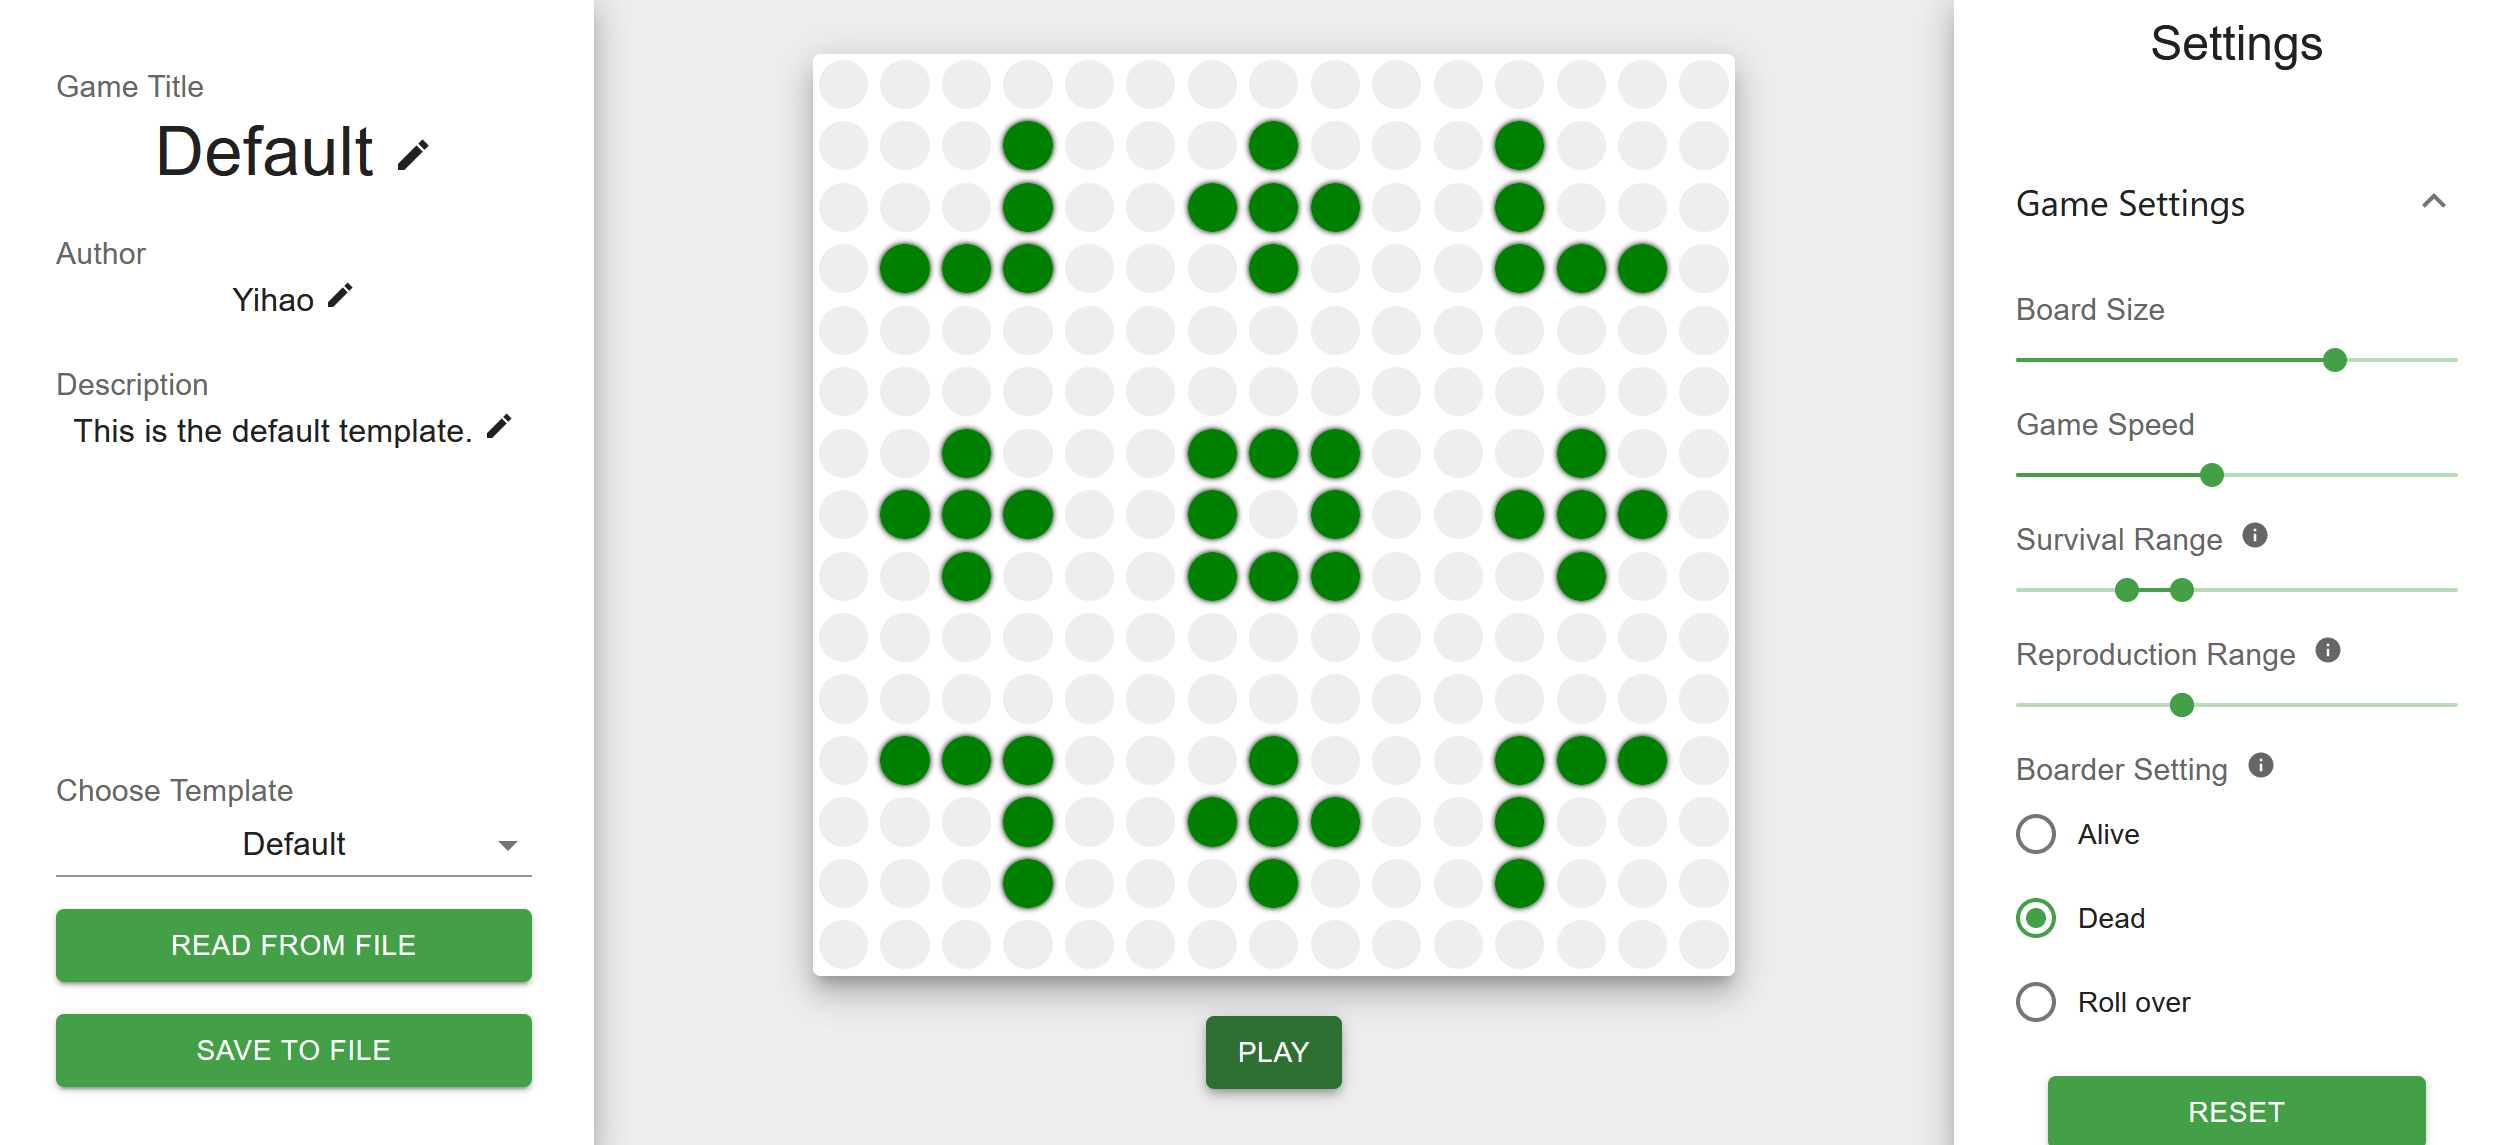 Game Title
Default
Author
Yihao
Description
This is the default template.
Choose Template
Default
READ FROM FILE
SAVE TO FILE
PLAY
Settings
Game Settings
Board Size
Game Speed
Survival Range
Reproduction Range
Boarder Setting
Alive
Dead
Roll over
RESET